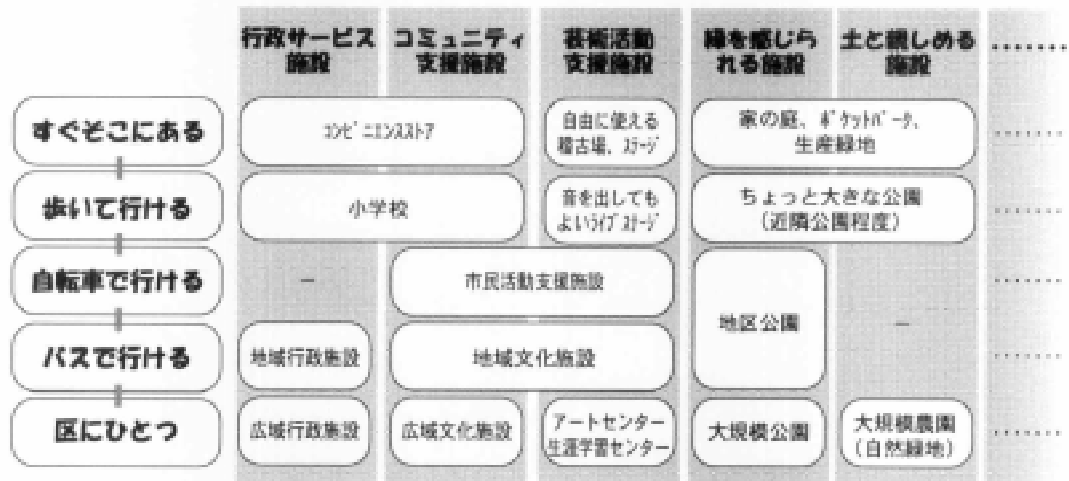 行政サービス
施設
コミュニティ
支援施設
芸術活動
支援施設
緑を感じら
れる施設
土と親しめる
施設
・・・・・・・
すぐそこにある
コンビニエンスストア
自由に使える
稽古場、ステージ
家の庭、ポケットパーク、
生産緑地
・・・・・・
歩いて行ける
小学校
音を出しても
よいライブステージ
ちょっと大きな公園
(近隣公園程度)
・・・・・・
自転車で行ける
－
市民活動支援施設
地区公園
－
・・・・・・
バスで行ける
地域行政施設
地域文化施設
・・・・・・
区にひとつ
広域行政施設
広域文化施設
アートセンター
生涯学習センター
大規模公園
大規模農園
(自然緑地)
・・・・・・